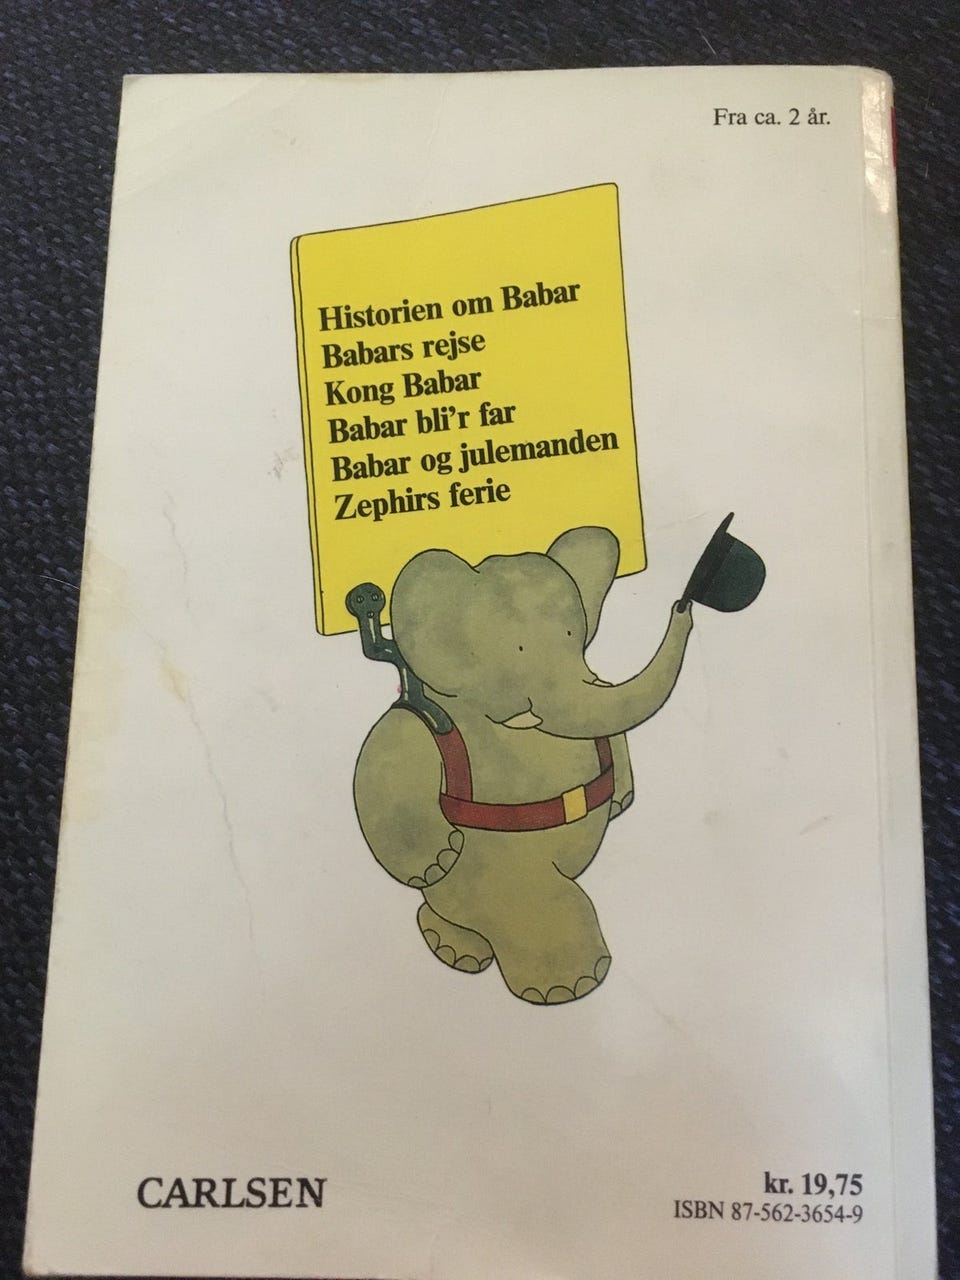 Fra ca. 2 år.
Historien om Babar
Babars rejse
Kong Babar
Babar bli'r far
Babar og julemanden
Zephirs ferie
CARLSEN
kr. 19,75
ISBN 87-562-3654-9